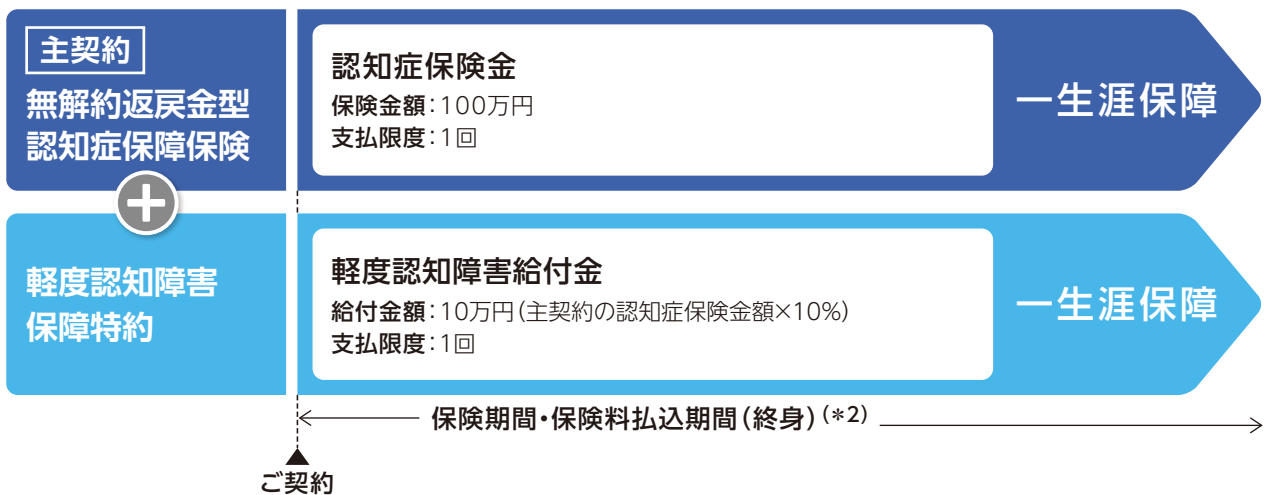 主契約
無解約返戻金型
認知症保障保険
認知症保険金
保険金額：100万円
支払限度：1回
一生涯保障
+
軽度認知障害
保障特約
軽度認知障害給付金
給付金額：10万円（主契約の認知症保険金額×10%）
支払限度：1回
一生涯保障
保険期間・保険料払込期間（終身）（*2）
ご契約